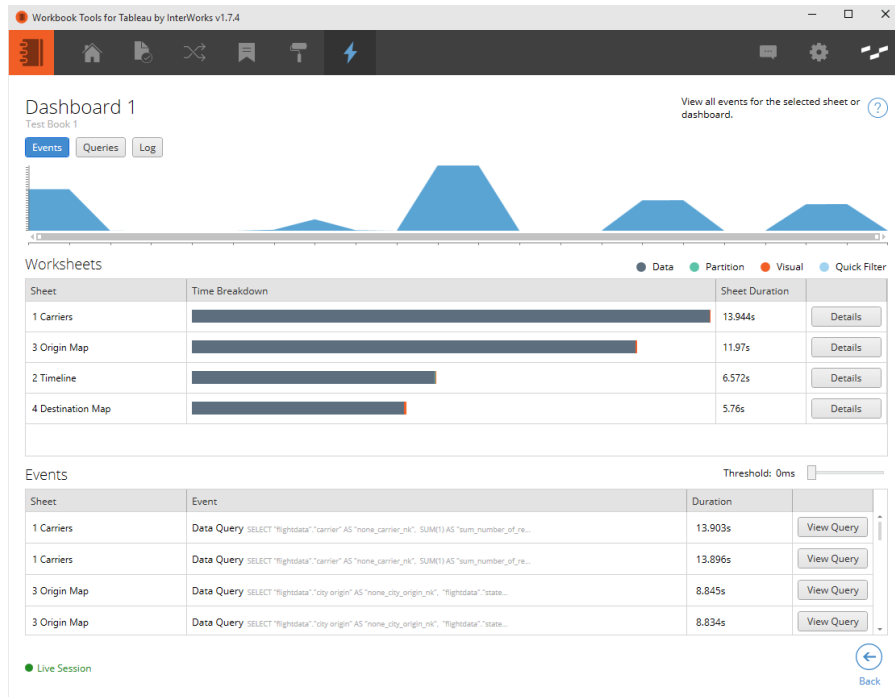 Workbook Tools for Tableau by InterWorks v1.7.4
Dashboard 1
Test Book 1
View all events for the selected sheet or
dashboard.
?
Events Queries Log
Worksheets
Data Partition Visual Quick Filter
Sheet Time Breakdown Sheet Duration
1 Carriers 13.944s Details
3 Origin Map 11.97s Details
2 Timeline 6.572s Details
4 Destination Map 5.76s Details
Events
Threshold: 0ms
Sheet Event Duration
1 Carriers Data Query SELECT "flightdata"."carrier" AS "none_carrier_nk", SUM(1) AS "sum_number_of_re... 13.903s View Query
1 Carriers Data Query SELECT "flightdata"."carrier" AS "none_carrier_nk", SUM(1) AS "sum_number_of_re... 13.896s View Query
3 Origin Map Data Query SELECT "flightdata"."city origin" AS "none_city_origin_nk", "flightdata"."state... 8.845s View Query
3 Origin Map Data Query SELECT "flightdata"."city origin" AS "none_city_origin_nk", "flightdata"."state... 8.834s View Query
Live Session
Back